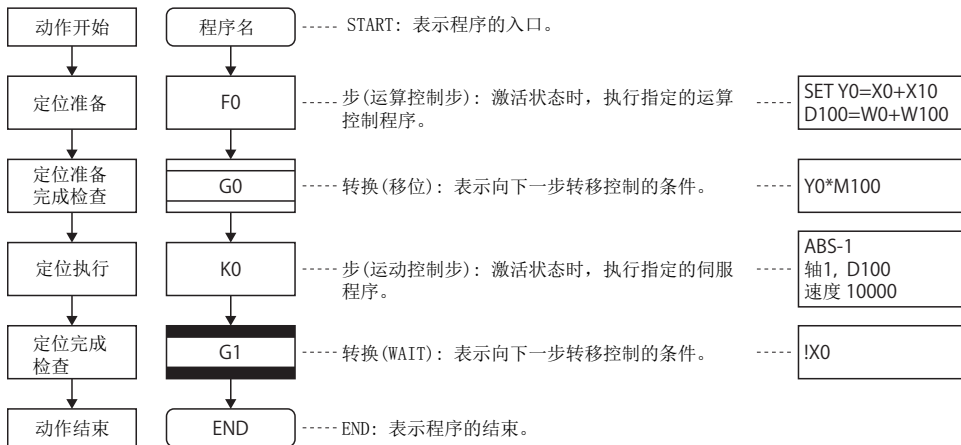 动作开始
程序名
START: 表示程序的入口。
定位准备
F0
步(运算控制步): 激活状态时，执行指定的运算
控制程序。
SET Y0=X0+X10
D100=W0+W100
定位准备
完成检查
G0
转换(移位): 表示向下一步转移控制的条件。
Y0*M100
定位执行
K0
步(运动控制步): 激活状态时，执行指定的伺服
程序。
ABS-1
轴1, D100
速度 10000
定位完成
检查
G1
转换(WAIT): 表示向下一步转移控制的条件。
!X0
动作结束
END
END: 表示程序的结束。